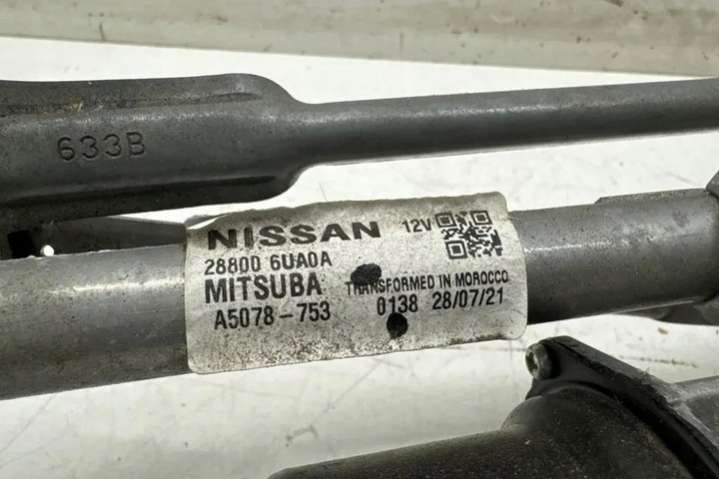 633B
NISSAN 12V
28800 6UA0A
MITSUBA TRANSFORMED IN MOROCCO
A5078-753 0138 28/07/21